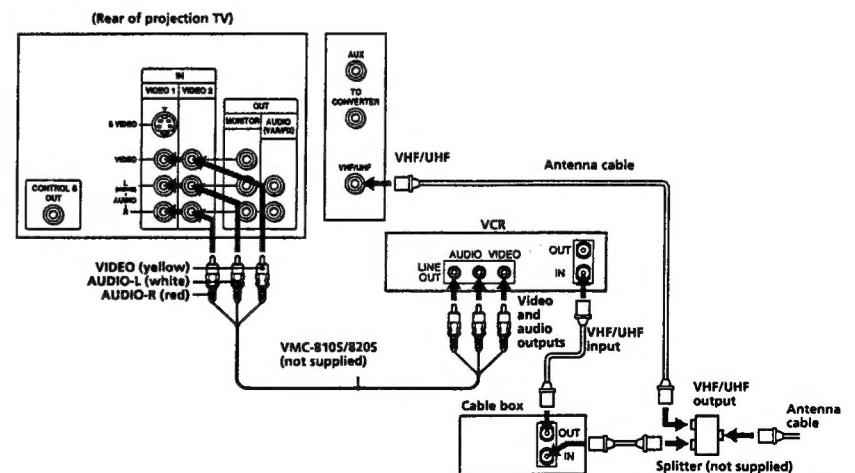 (Rear of projection TV)
IN
VIDEO 1 VIDEO 2
S VIDEO
VIDEO
L
(MONO)
AUDIO
R
OUT
MONITOR
AUDIO
(VAR/FIX)
CONTROL S
OUT
AUX
TO
CONVERTER
VHF/UHF
VHF/UHF
Antenna cable
VCR
AUDIO VIDEO
LINE
OUT
OUT
IN
VIDEO (yellow)
AUDIO-L (white)
AUDIO-R (red)
VMC-810S/820S
(not supplied)
Video
and
audio
outputs
VHF/UHF
input
Cable box
OUT
IN
VHF/UHF
output
Antenna
cable
Splitter (not supplied)